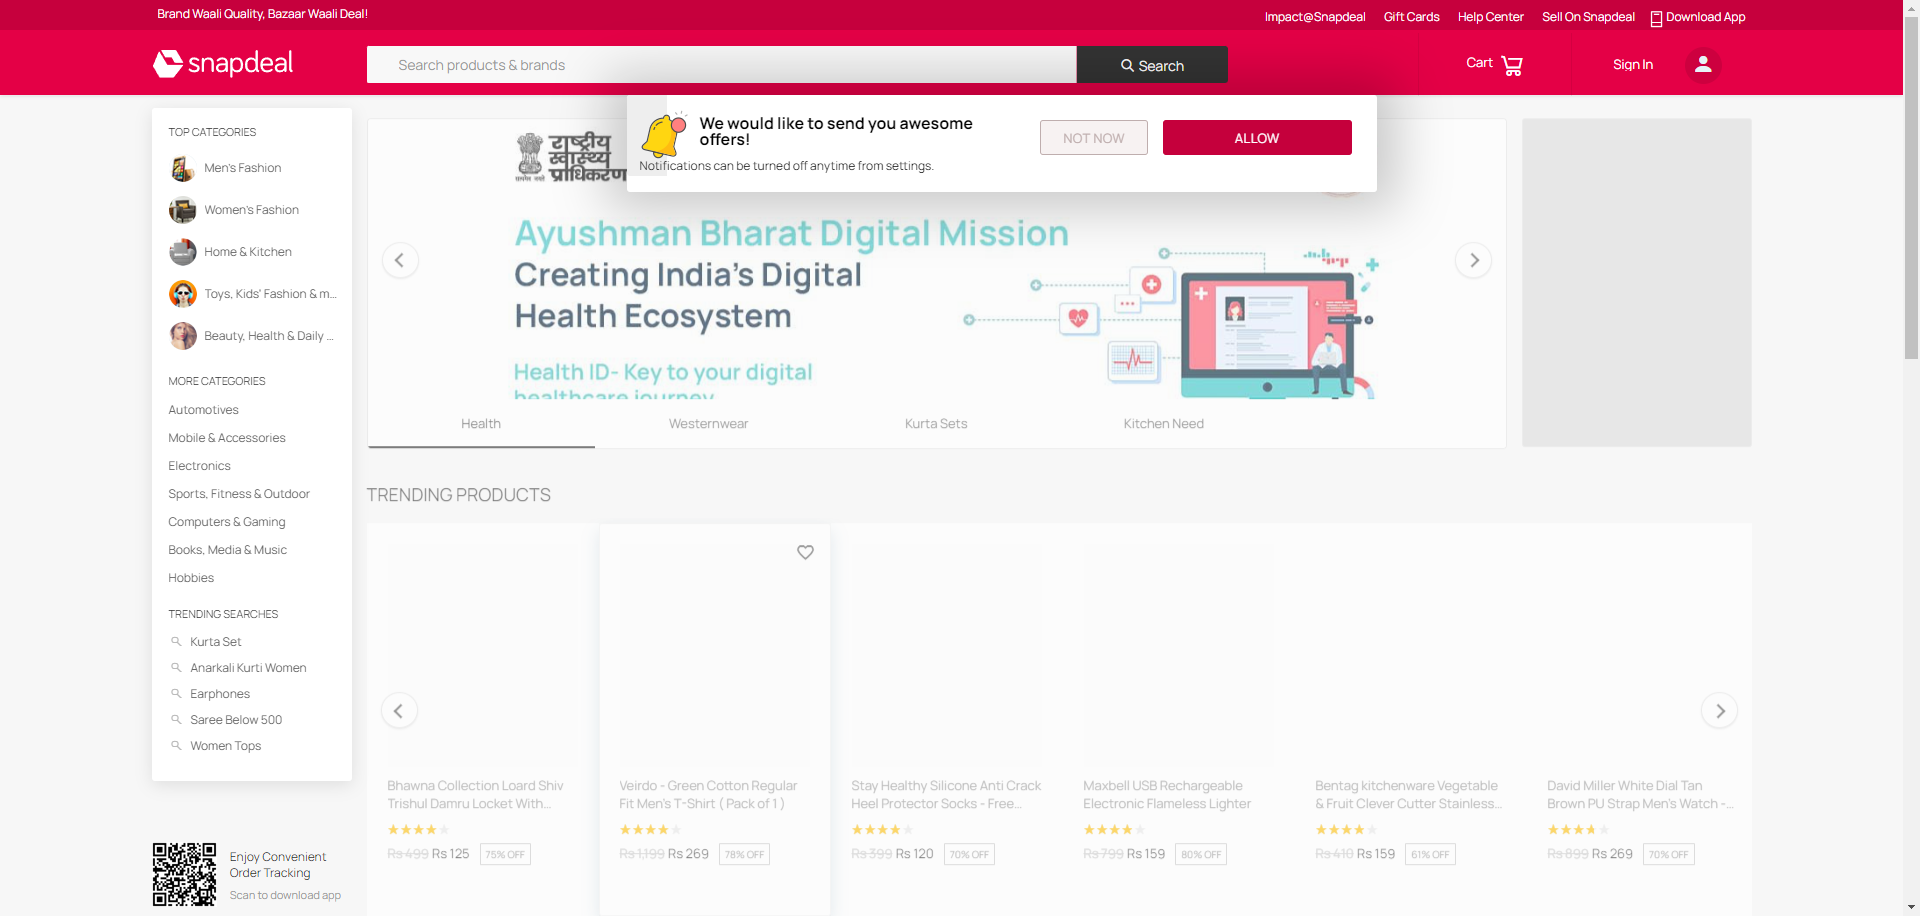 Brand Waali Quality, Bazaar Waali Deal!
Impact@Snapdeal
Gift Cards
Help Center
Sell On Snapdeal
Download App
snapdeal
Search products & brands
Search
Cart
Sign In
We would like to send you awesome
offers!
Notifications can be turned off anytime from settings.
NOT NOW
ALLOW
TOP CATEGORIES
Men's Fashion
Women's Fashion
Home & Kitchen
Toys, Kids' Fashion & m...
Beauty, Health & Daily ...
MORE CATEGORIES
Automotives
Mobile & Accessories
Electronics
Sports, Fitness & Outdoor
Computers & Gaming
Books, Media & Music
Hobbies
TRENDING SEARCHES
Kurta Set
Anarkali Kurti Women
Earphones
Saree Below 500
Women Tops
Enjoy Convenient
Order Tracking
Scan to download app
राष्ट्रीय
स्वास्थ्य
प्राधिकरण
Ayushman Bharat Digital Mission
Creating India's Digital
Health Ecosystem
Health ID- Key to your digital
healthcare journey
Health
Westernwear
Kurta Sets
Kitchen Need
TRENDING PRODUCTS
Bhawna Collection Loard Shiv
Trishul Damru Locket With...
Rs 499 Rs 125 75% OFF
Veirdo - Green Cotton Regular
Fit Men's T-Shirt ( Pack of 1 )
Rs 1,199 Rs 269 78% OFF
Stay Healthy Silicone Anti Crack
Heel Protector Socks - Free...
Rs 399 Rs 120 70% OFF
Maxbell USB Rechargeable
Electronic Flameless Lighter
Rs 799 Rs 159 80% OFF
Bentag kitchenware Vegetable
& Fruit Clever Cutter Stainless...
Rs 410 Rs 159 61% OFF
David Miller White Dial Tan
Brown PU Strap Men's Watch -...
Rs 899 Rs 269 70% OFF